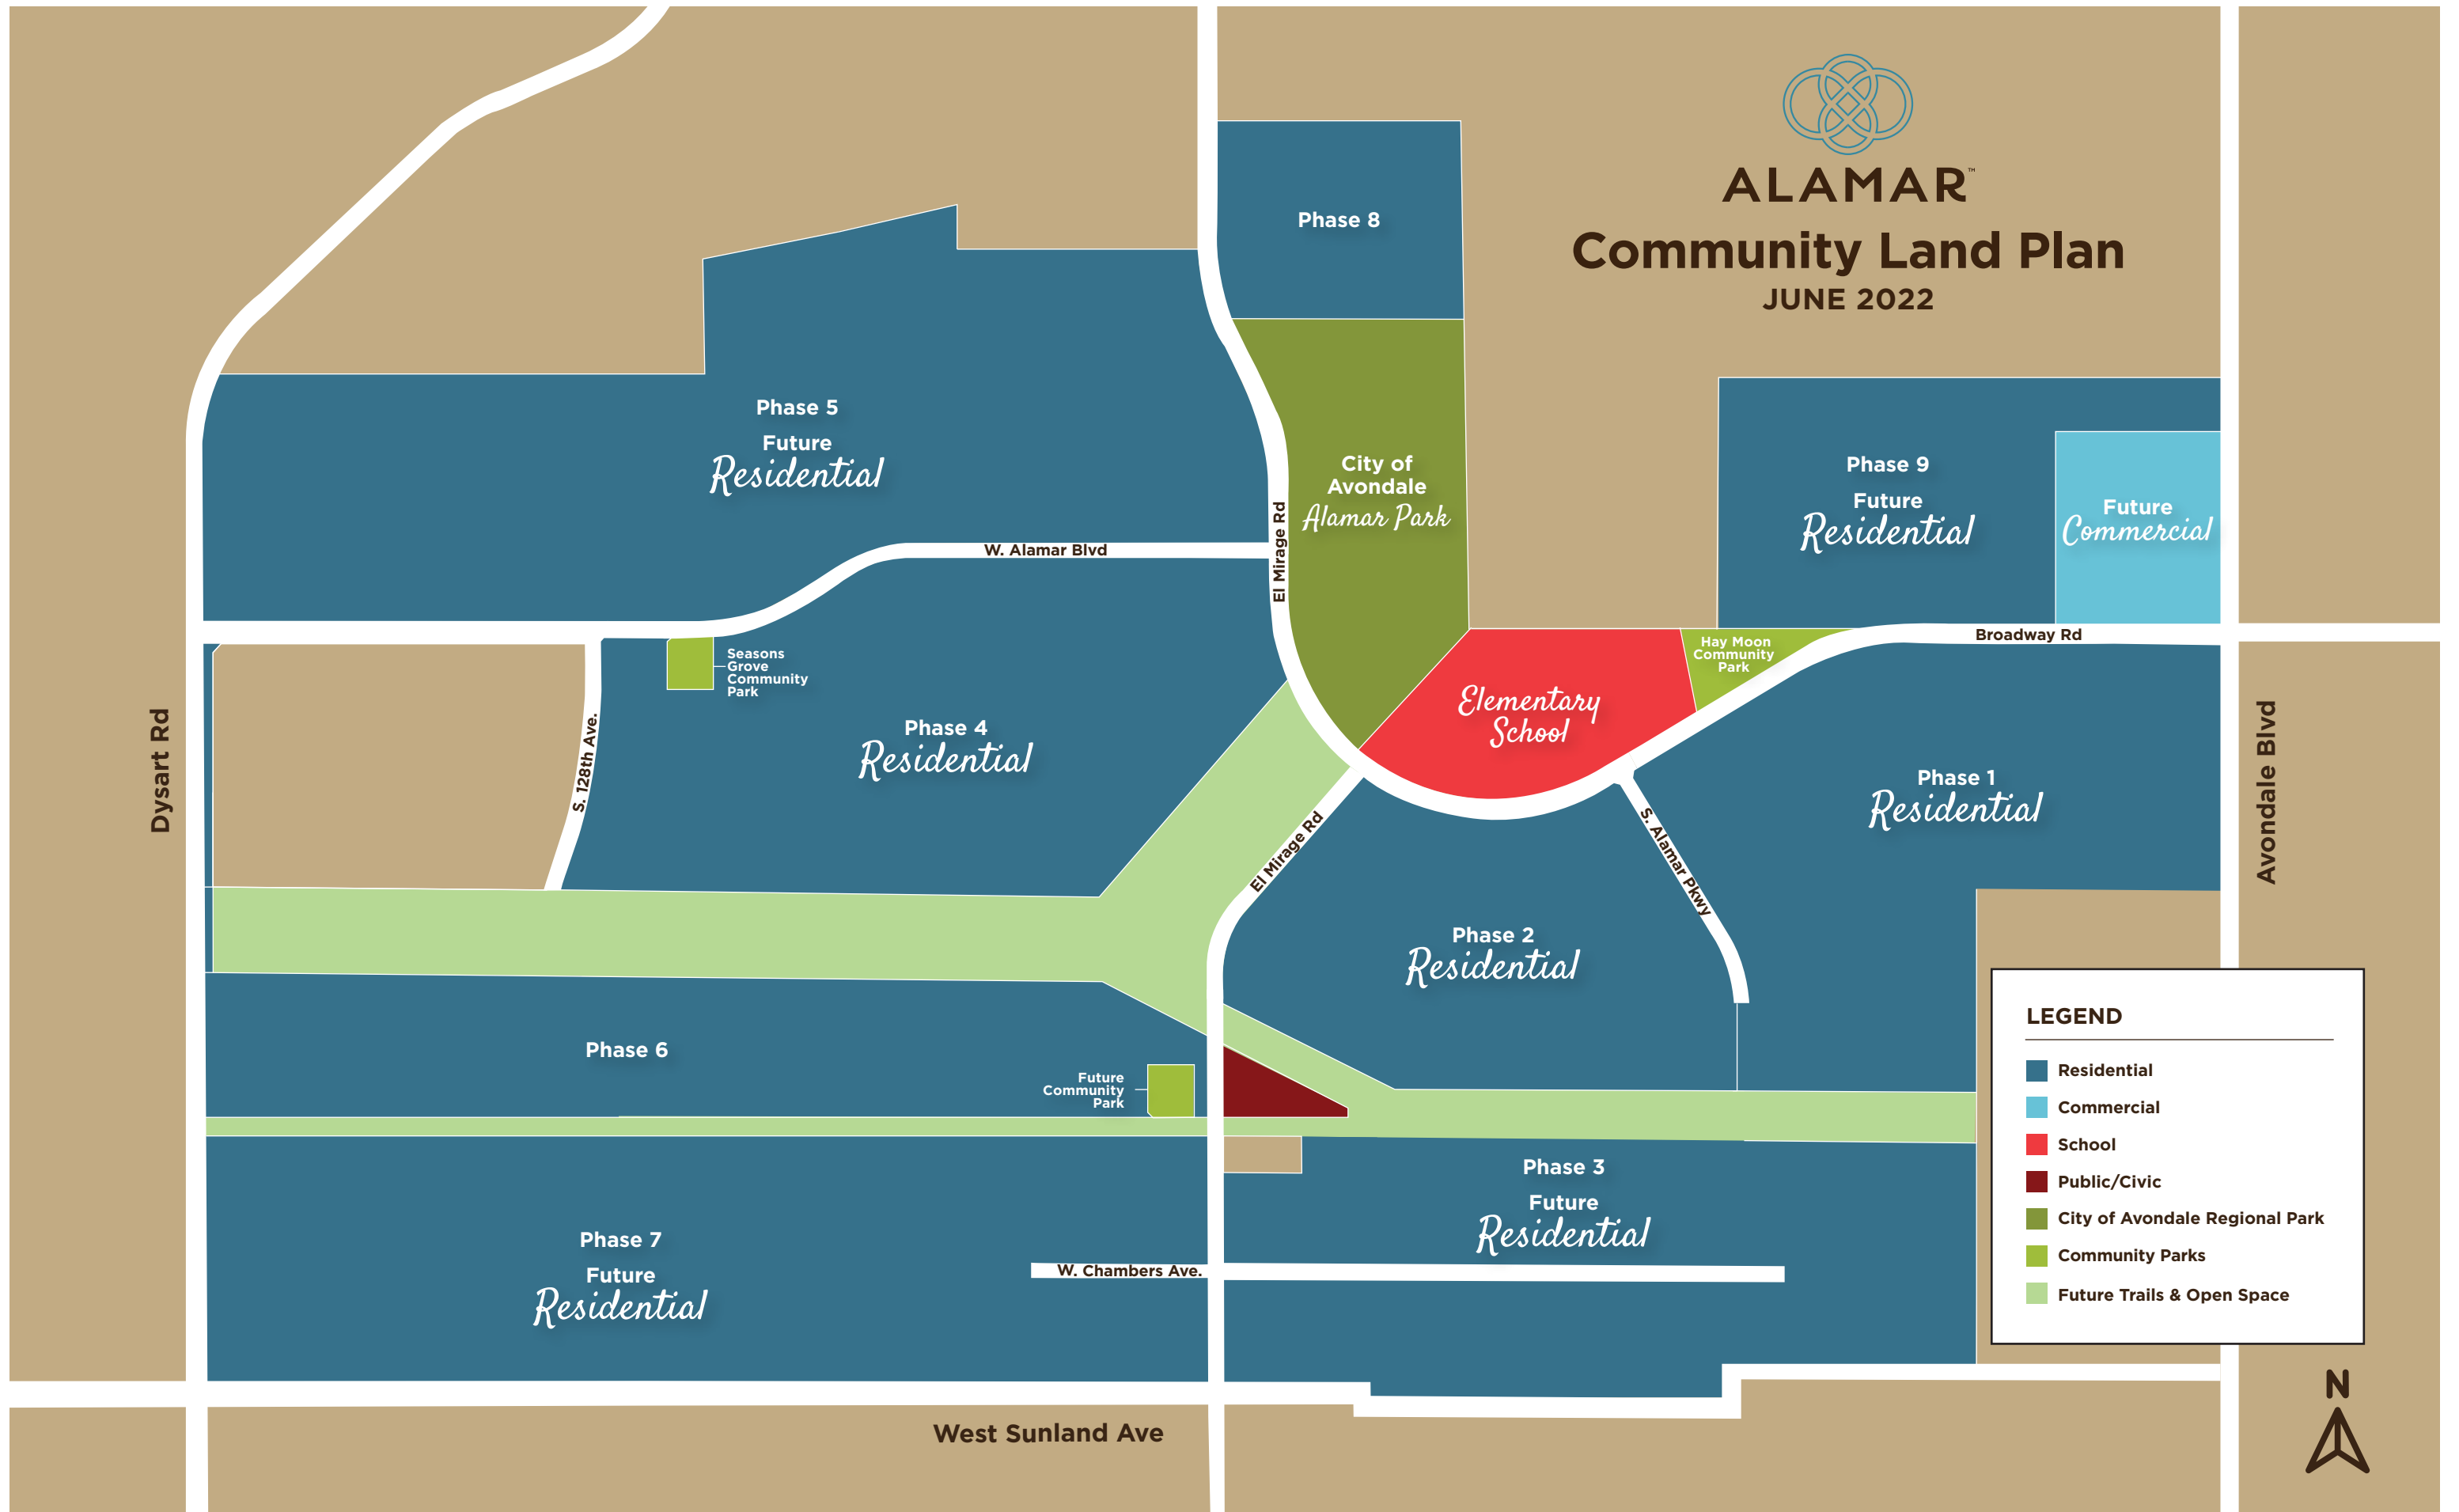 ALAMAR™
Community Land Plan
JUNE 2022
Phase 8
Phase 5
Future
Residential
City of
Avondale
Alamar Park
Phase 9
Future
Residential
Future
Commercial
W. Alamar Blvd
El Mirage Rd
Broadway Rd
Hay Moon
Community
Park
Seasons
Grove
Community
Park
Elementary
School
Dysart Rd
S. 128th Ave.
Phase 4
Residential
Phase 1
Residential
Avondale Blvd
El Mirage Rd
S. Alamar Pkwy
Phase 2
Residential
Phase 6
Future
Community
Park
Phase 3
Future
Residential
Phase 7
Future
Residential
W. Chambers Ave.
West Sunland Ave
LEGEND
Residential
Commercial
School
Public/Civic
City of Avondale Regional Park
Community Parks
Future Trails & Open Space
N